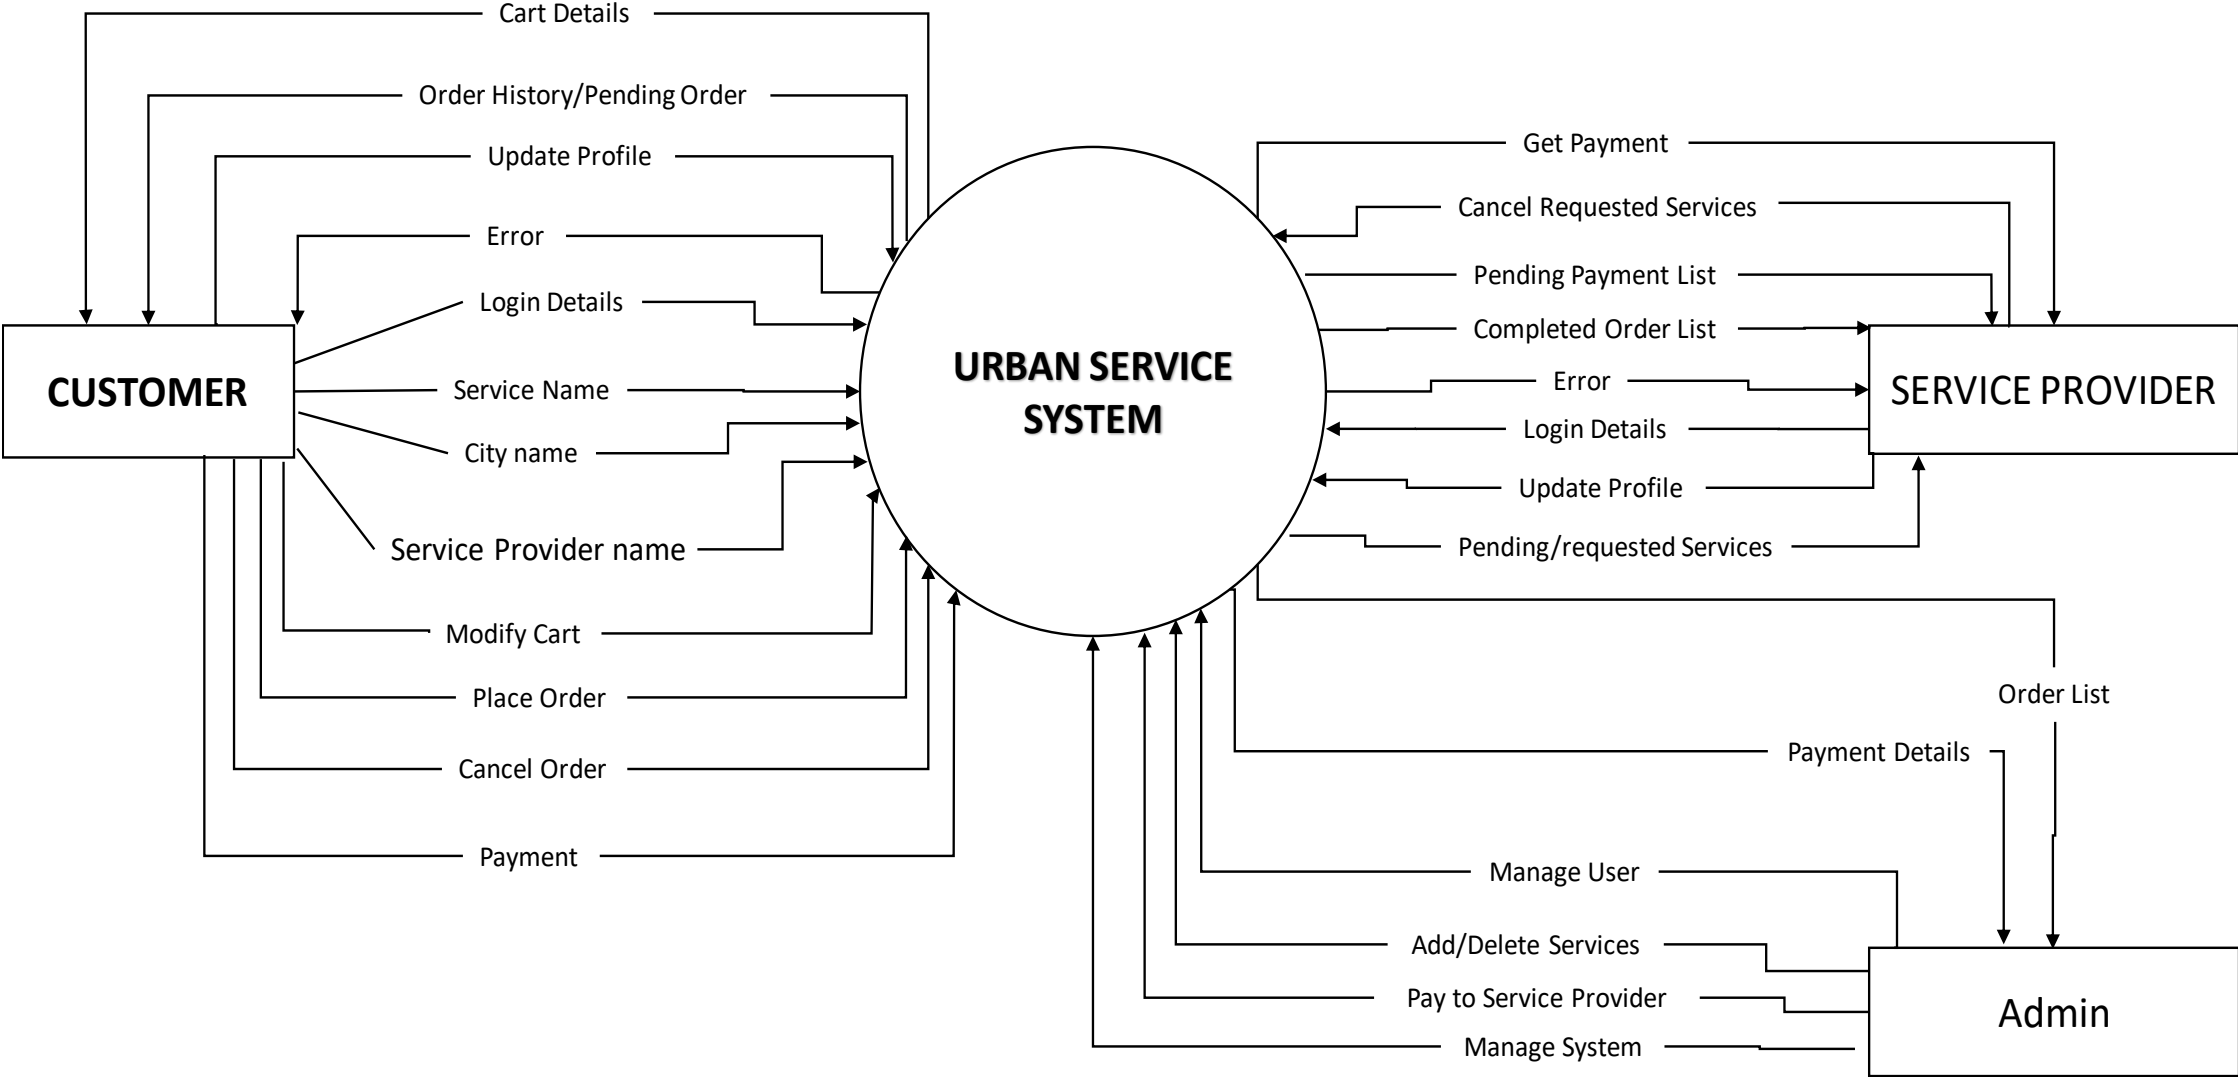 Cart Details
Order History/Pending Order
Update Profile
Error
Login Details
Service Name
City name
Service Provider name
Modify Cart
Place Order
Cancel Order
Payment
CUSTOMER
URBAN SERVICE
SYSTEM
Get Payment
Cancel Requested Services
Pending Payment List
Completed Order List
Error
Login Details
Update Profile
Pending/requested Services
SERVICE PROVIDER
Order List
Payment Details
Manage User
Add/Delete Services
Pay to Service Provider
Manage System
Admin